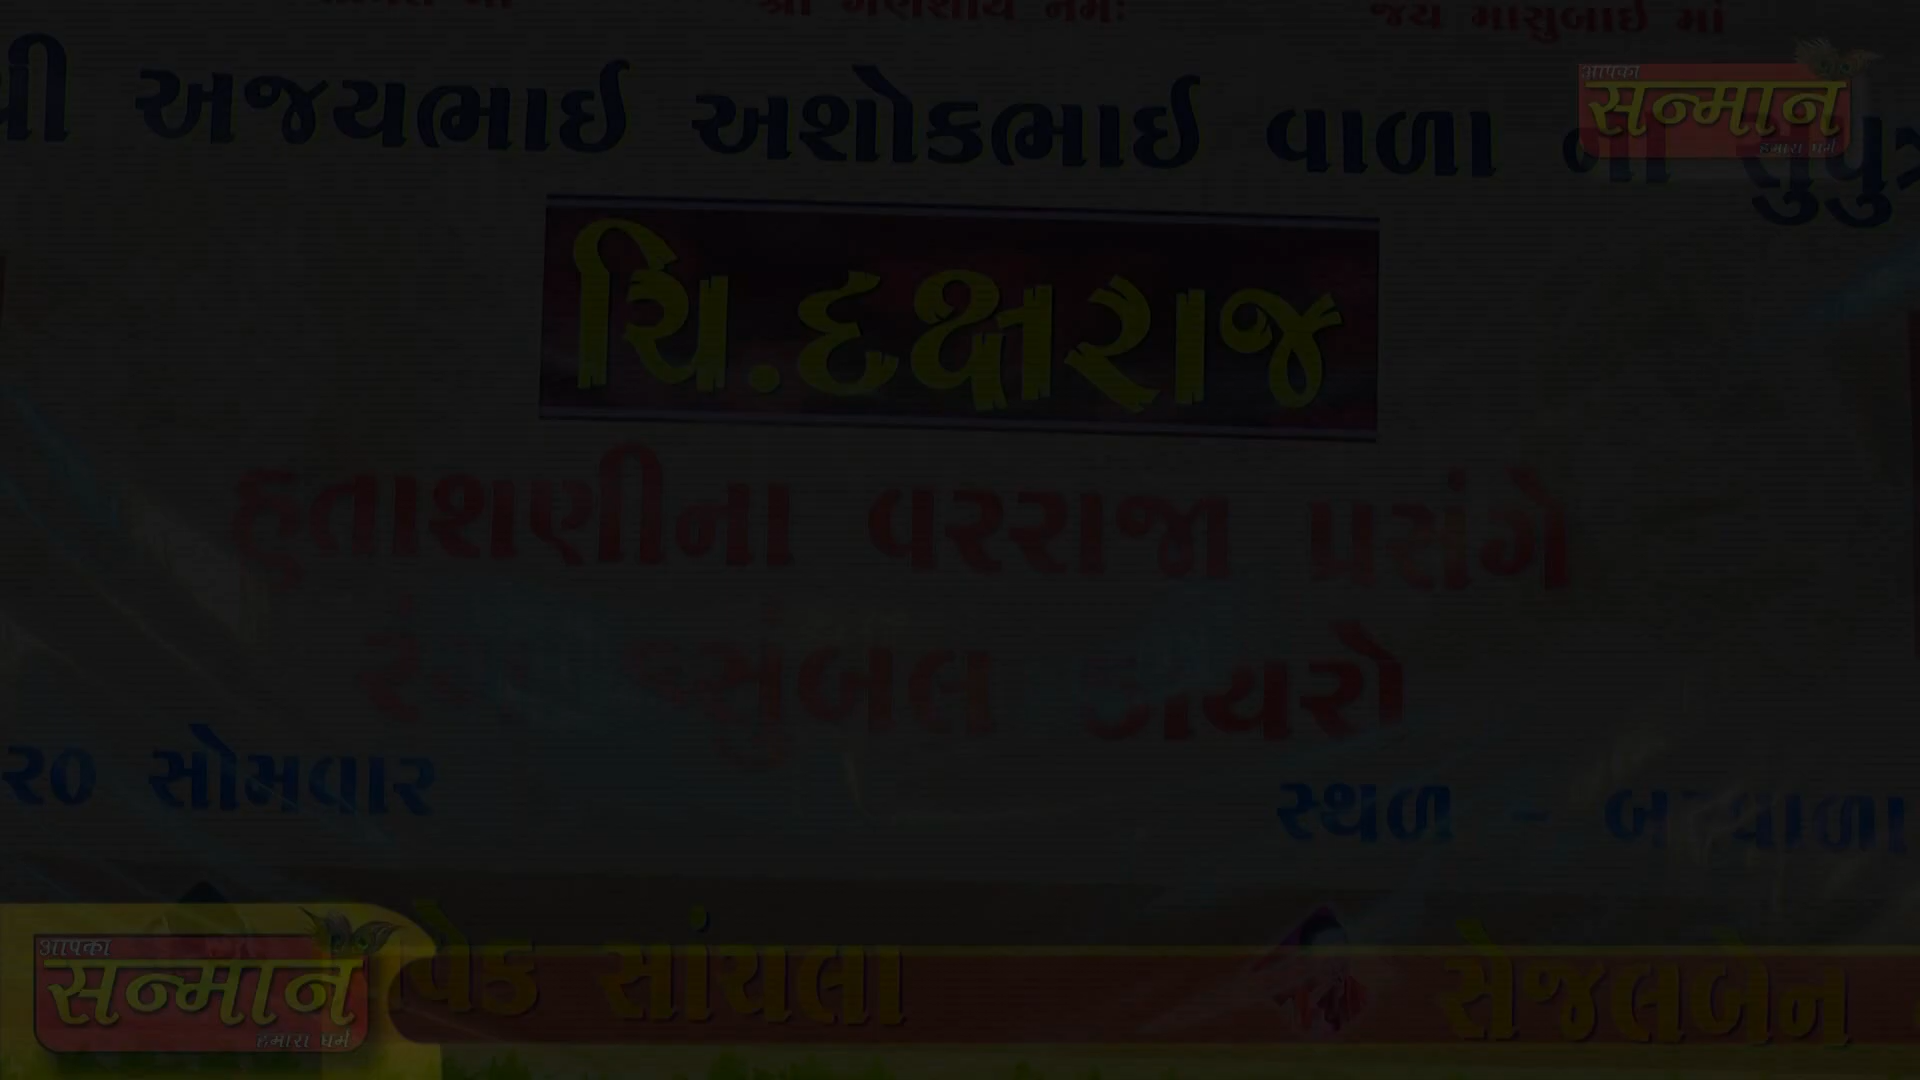 શ્રી ગણેશાય નમઃ
જય માસુબાઇ માં
શ્રી અજયભાઈ અશોકભાઈ વાળા ના સુપુત્ર
ચિ.દક્ષરાજ
હુતાશણીના વરરાજા પ્રસંગે
ડાયરો
૨૦ સોમવાર
સ્થળ -
સાંચલા
સેજલબેન
आपका
सन्मान
हमारा धर्म
आपका
सन्मान
हमारा धर्म